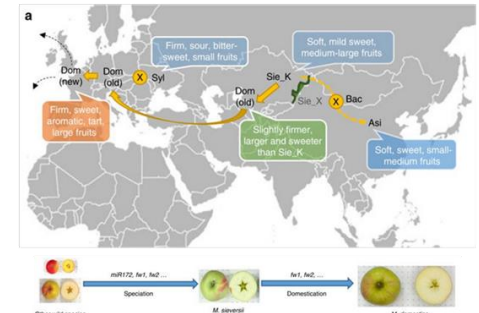 a
Firm, sour, bitter-
sweet, small fruits
Soft, mild sweet,
medium-large fruits
Dom
(new)
Dom
(old)
X
Syl
Sie_K
Dom
(old)
Sie_X
X
Bac
Asi
Firm, sweet,
aromatic, tart,
large fruits
Slightly firmer,
larger and sweeter
than Sie_K
Soft, sweet, small-
medium fruits
miR172, fw1, fw2 ...
Speciation
fw1, fw2, ...
Domestication
M. sieversii